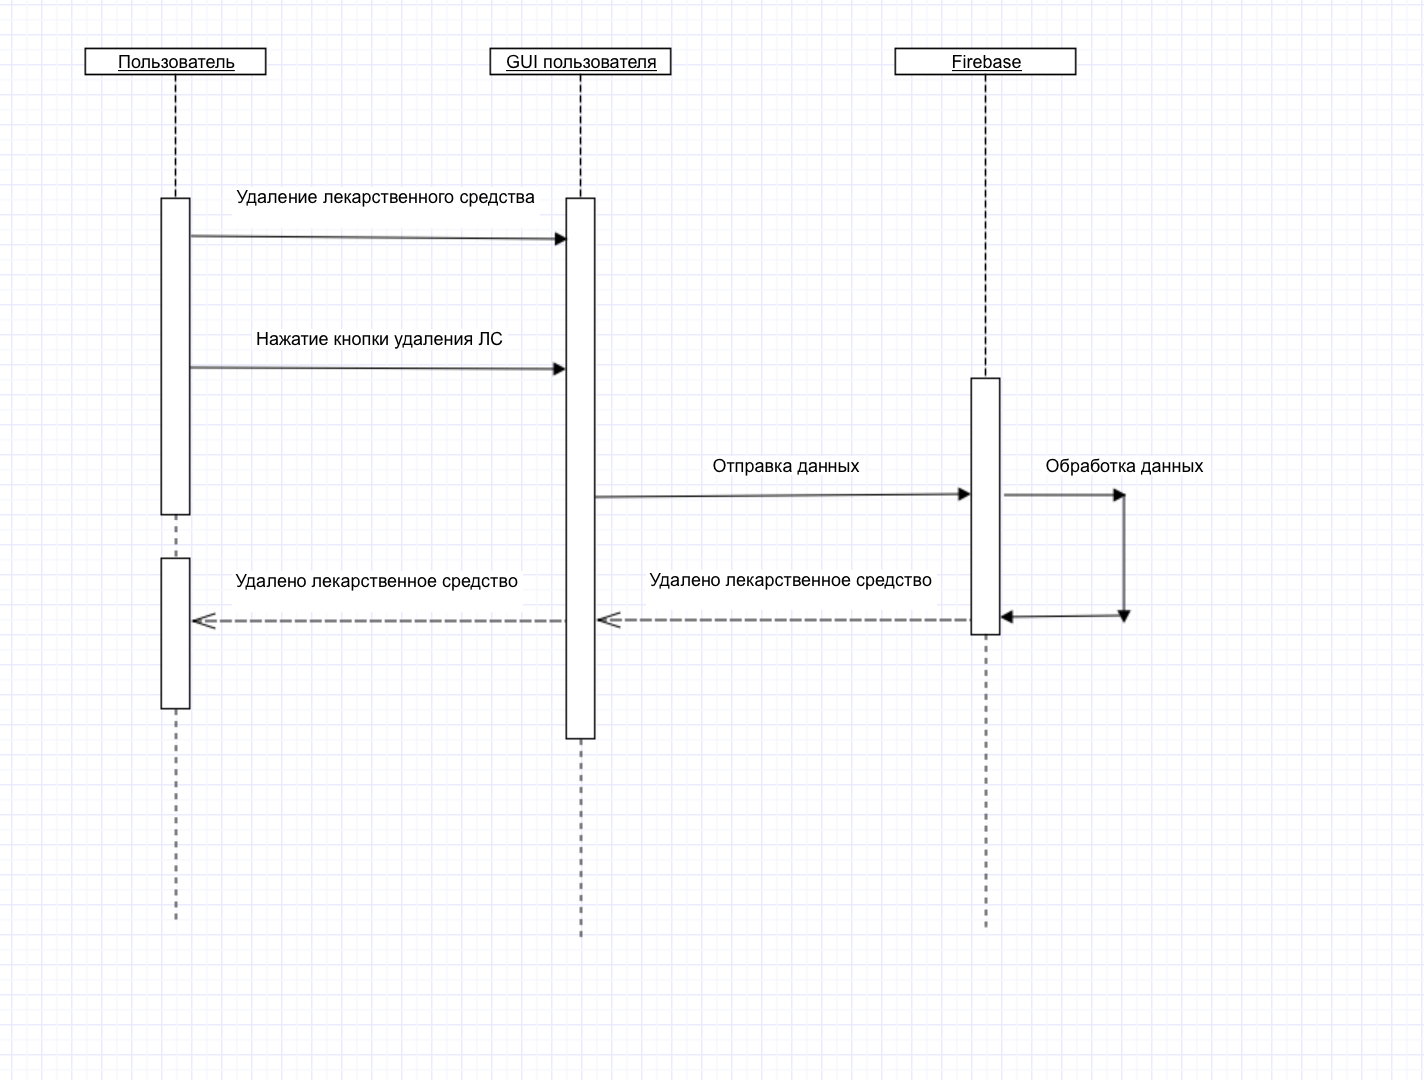 Пользователь
GUI пользователя
Firebase
Удаление лекарственного средства
Нажатие кнопки удаления ЛС
Отправка данных
Обработка данных
Удалено лекарственное средство
Удалено лекарственное средство